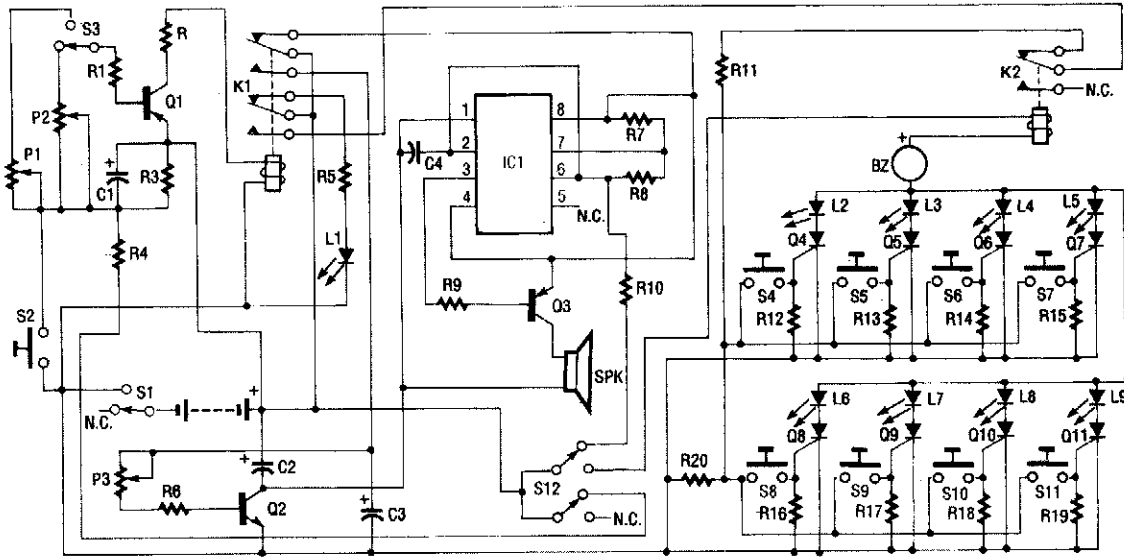 S3
R
R1
Q1
P2
P1
+
C1
R3
R4
K1
R5
L1
S2
S1
N.C.
+
P3
R6
+
C2
Q2
+
C3
1
2
3
4
IC1
8
7
6
5
N.C.
C4
R7
R8
R9
Q3
R10
SPK
S12
N.C.
R11
K2
N.C.
+
BZ
L2
L3
L4
L5
Q4
Q5
Q6
Q7
S4
S5
S6
S7
R12
R13
R14
R15
L6
L7
L8
L9
Q8
Q9
Q10
Q11
R20
S8
S9
S10
S11
R16
R17
R18
R19